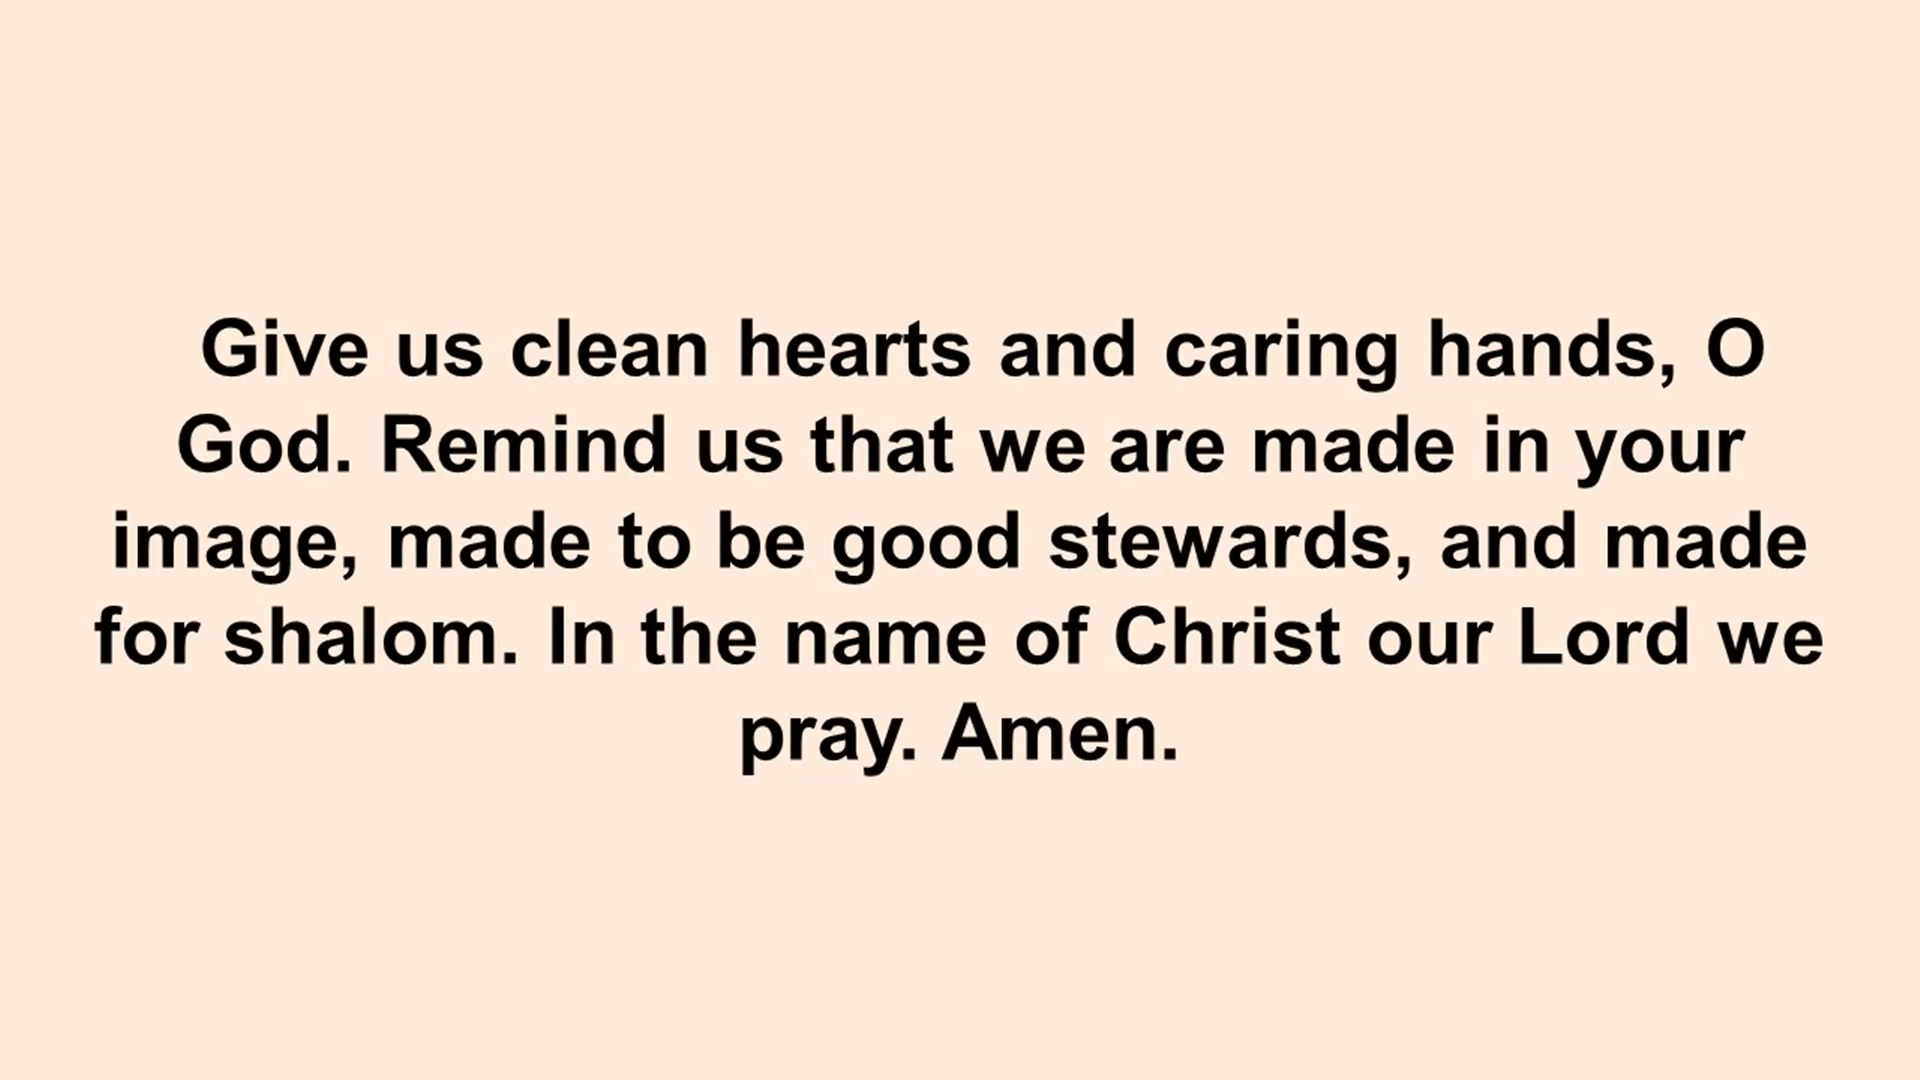 Give us clean hearts and caring hands, O
God. Remind us that we are made in your
image, made to be good stewards, and made
for shalom. In the name of Christ our Lord we
pray. Amen.